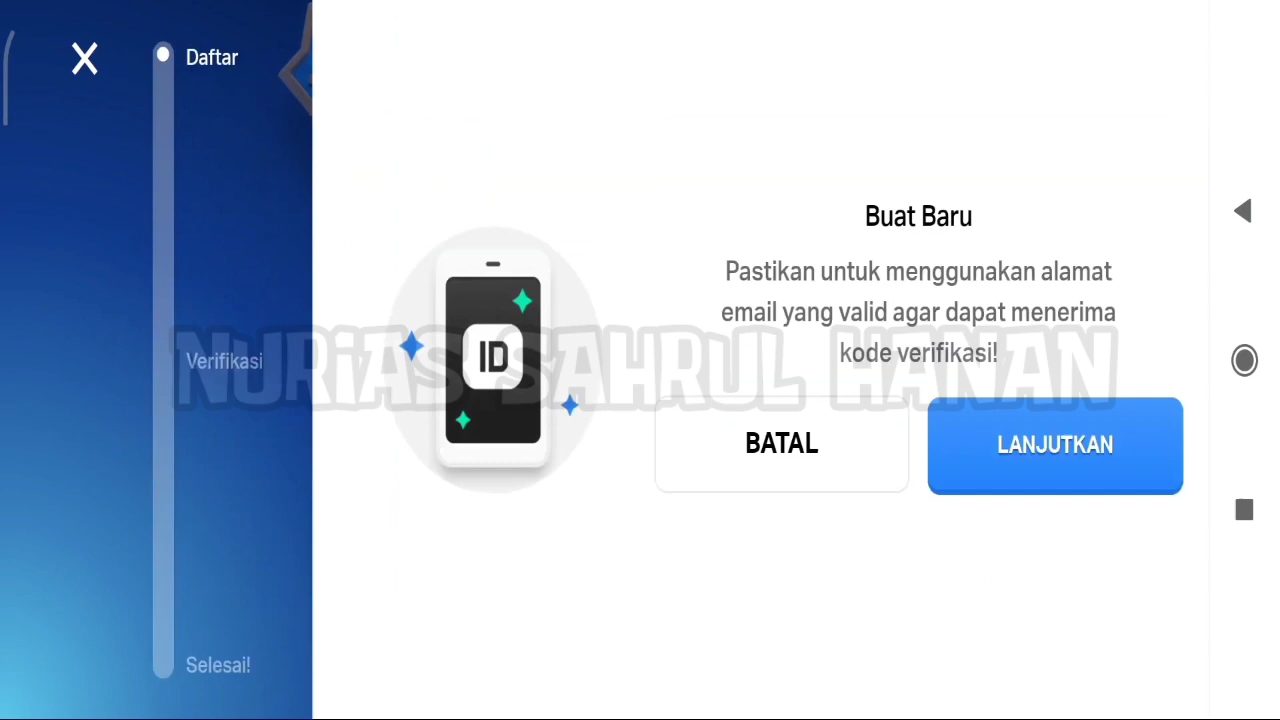 Daftar
Verifikasi
Selesai!
ID
Buat Baru
Pastikan untuk menggunakan alamat
email yang valid agar dapat menerima
kode verifikasi!
BATAL
LANJUTKAN
NURiAS SAHRUL HANAN